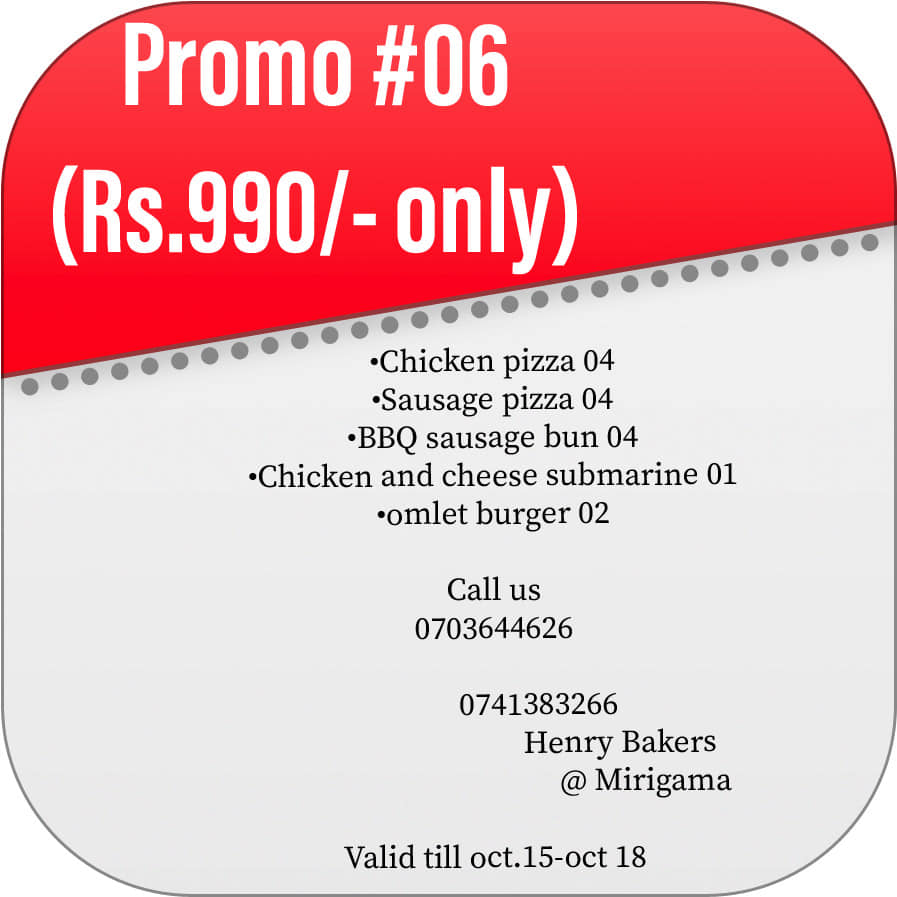 Promo #06
(Rs.990/- only)
•Chicken pizza 04
•Sausage pizza 04
•BBQ sausage bun 04
•Chicken and cheese submarine 01
•omlet burger 02
Call us
0703644626
0741383266
Henry Bakers
@ Mirigama
Valid till oct.15-oct 18